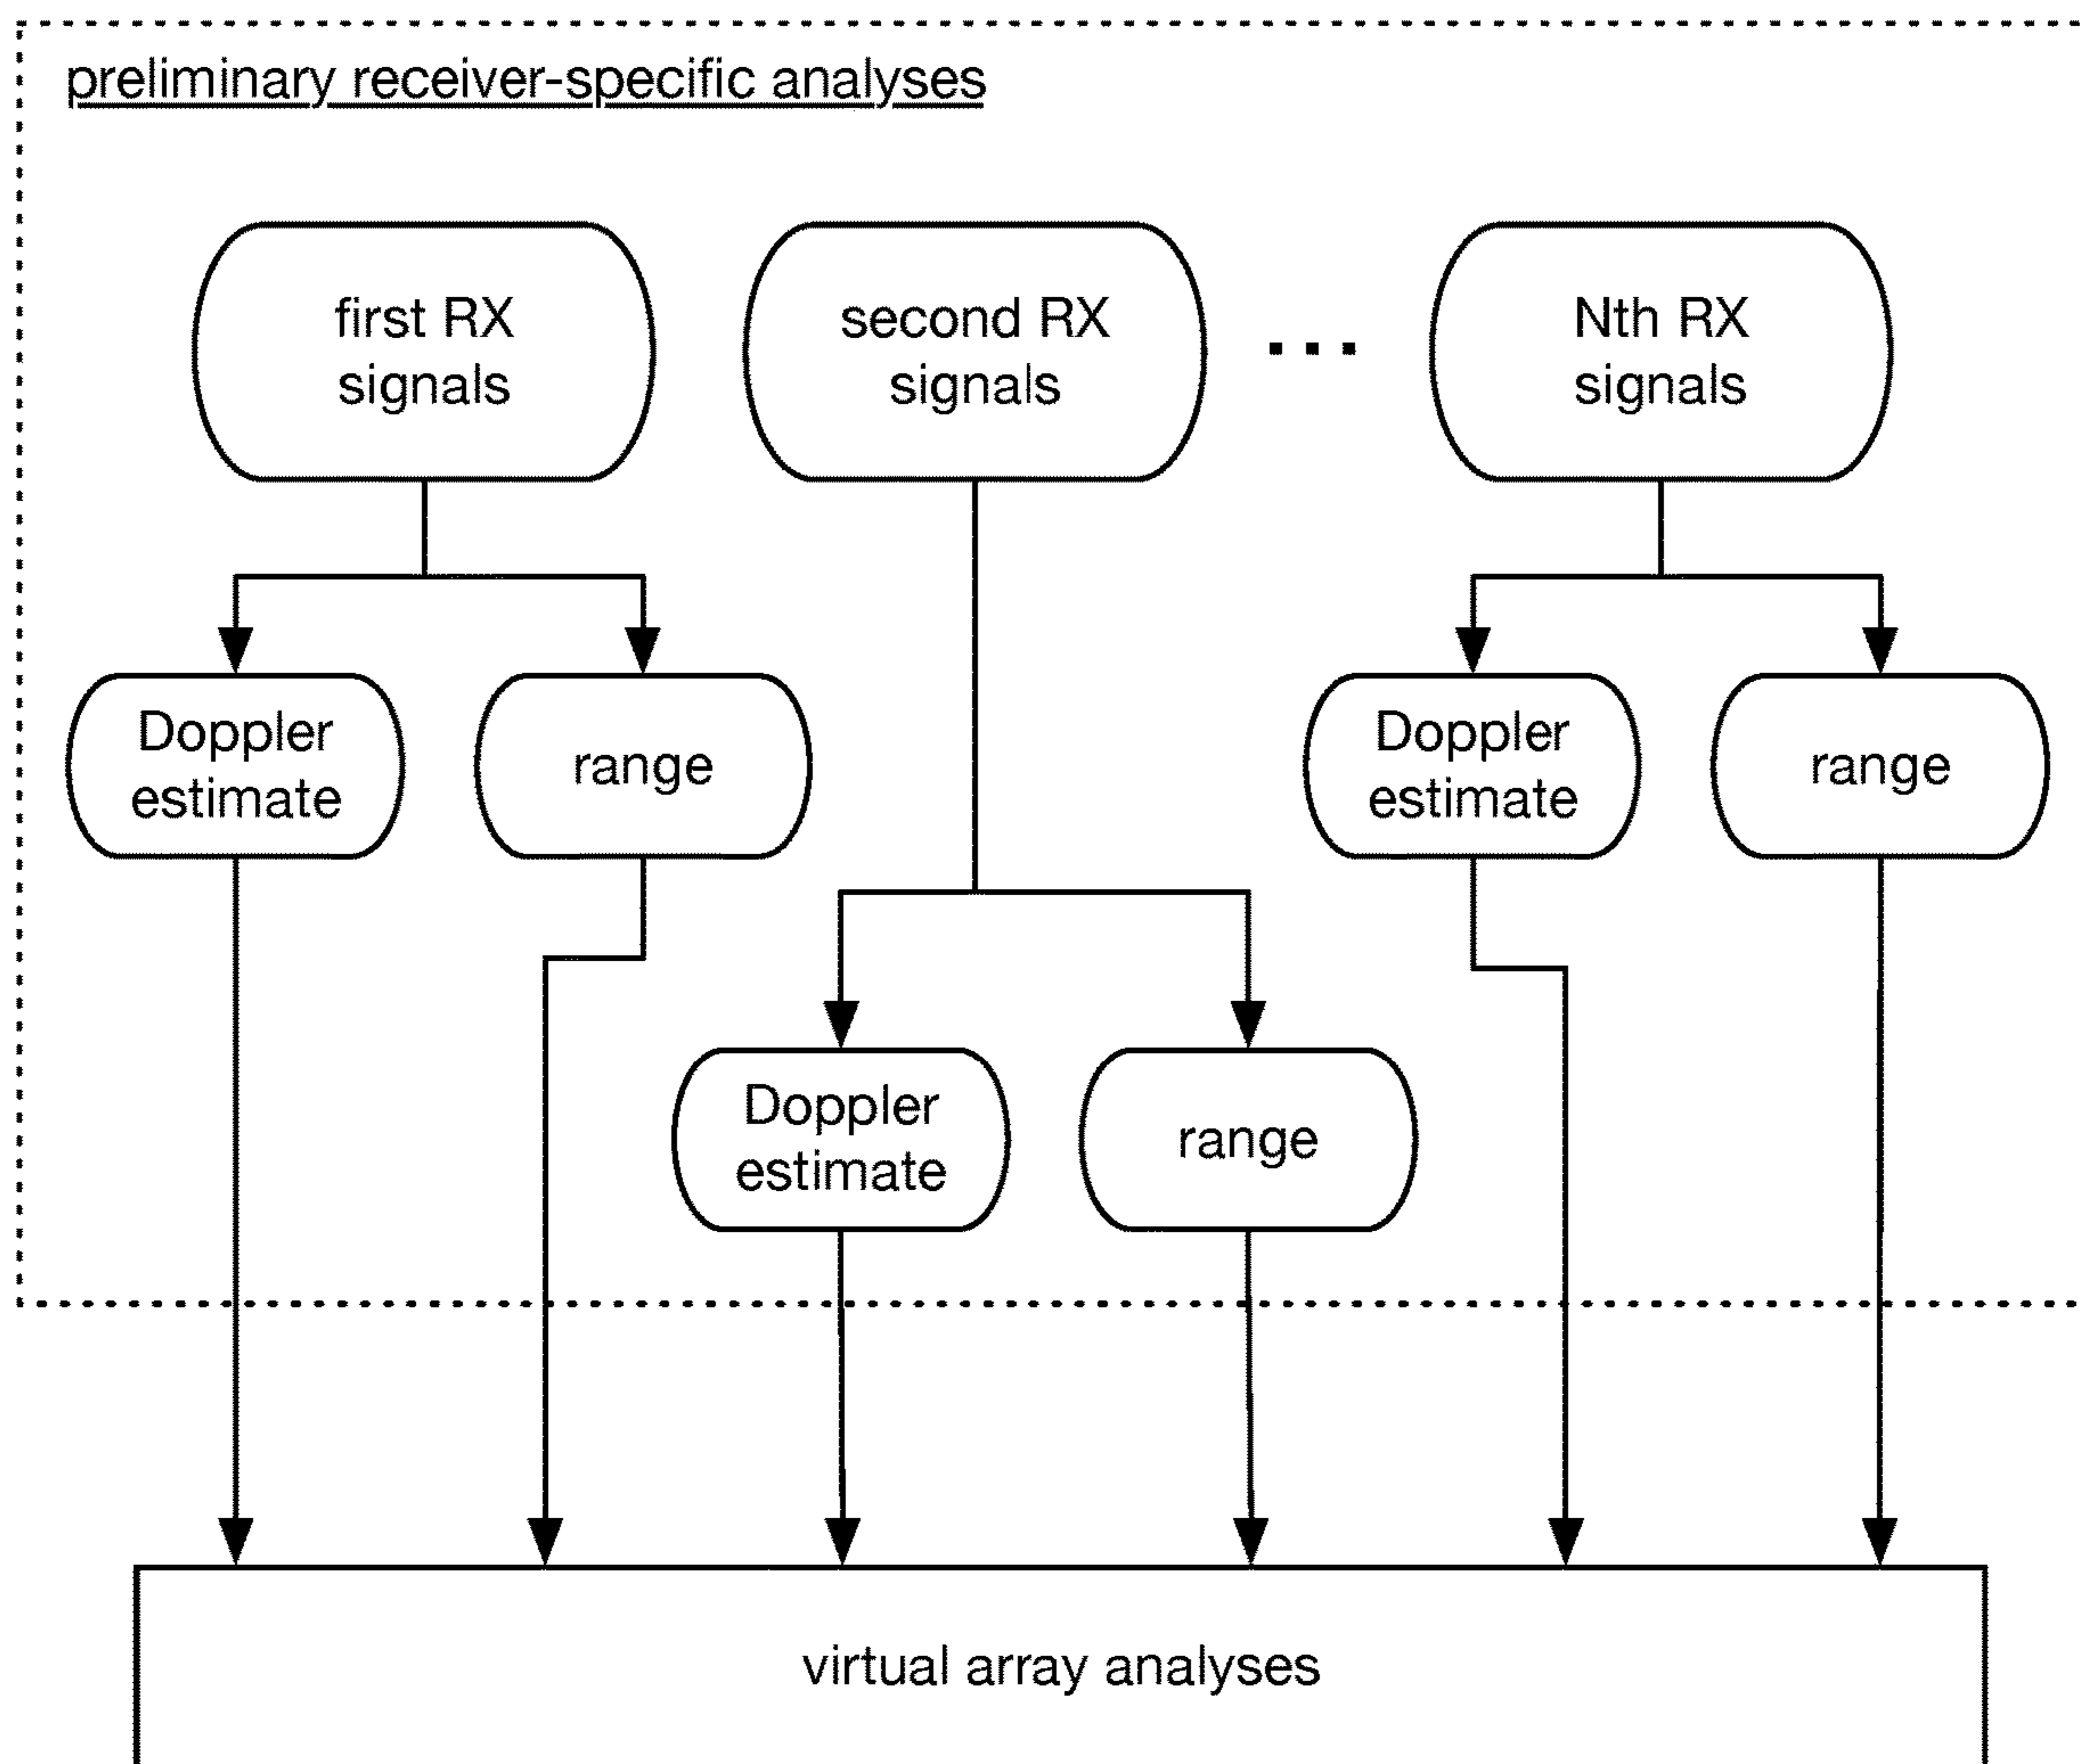 preliminary receiver-specific analyses
first RX
signals
second RX
signals
...
Nth RX
signals
Doppler
estimate
range
Doppler
estimate
range
Doppler
estimate
range
virtual array analyses